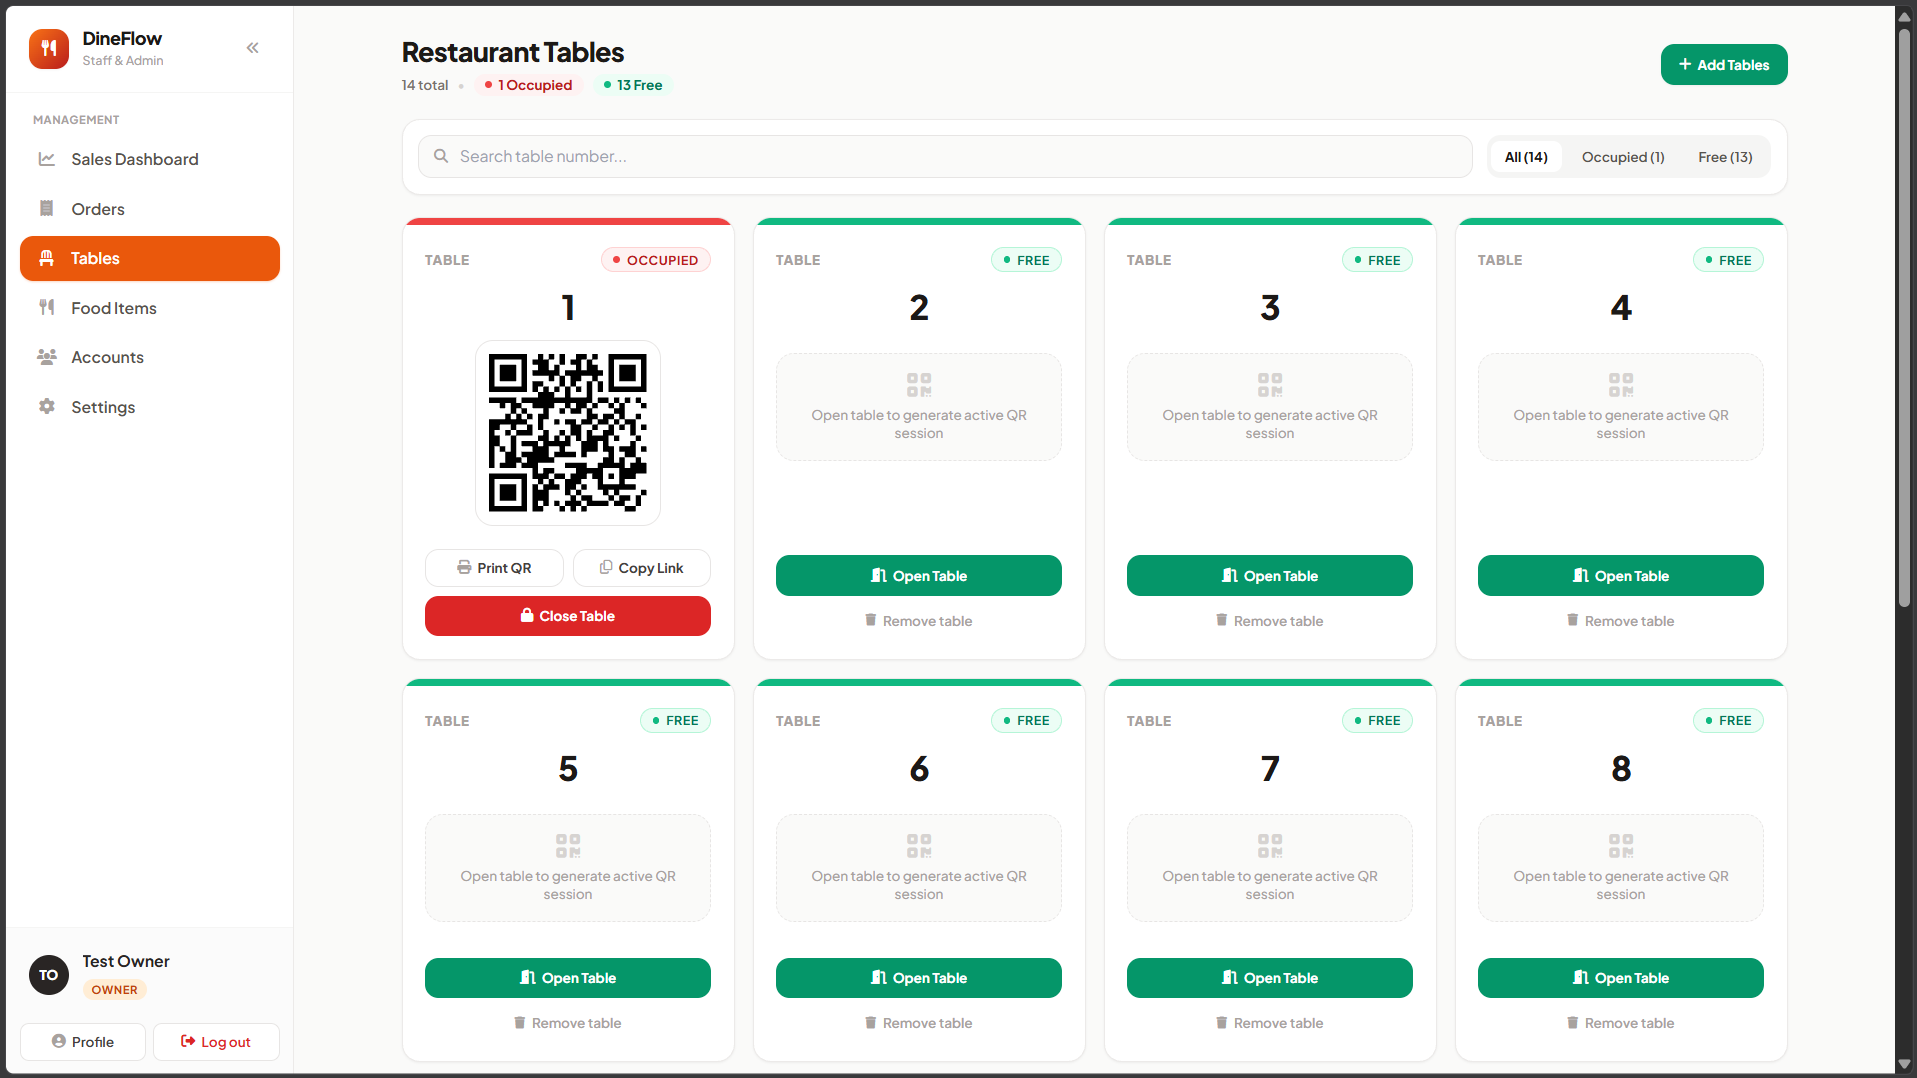 DineFlow
Staff & Admin
MANAGEMENT
Sales Dashboard
Orders
Tables
Food Items
Accounts
Settings
TO
Test Owner
OWNER
Profile
Log out
Restaurant Tables
14 total
1 Occupied
13 Free
Add Tables
Search table number...
All (14)
Occupied (1)
Free (13)
TABLE
OCCUPIED
1
Print QR
Copy Link
Close Table
TABLE
FREE
2
Open table to generate active QR
session
Open Table
Remove table
TABLE
FREE
3
Open table to generate active QR
session
Open Table
Remove table
TABLE
FREE
4
Open table to generate active QR
session
Open Table
Remove table
TABLE
FREE
5
Open table to generate active QR
session
Open Table
Remove table
TABLE
FREE
6
Open table to generate active QR
session
Open Table
Remove table
TABLE
FREE
7
Open table to generate active QR
session
Open Table
Remove table
TABLE
FREE
8
Open table to generate active QR
session
Open Table
Remove table